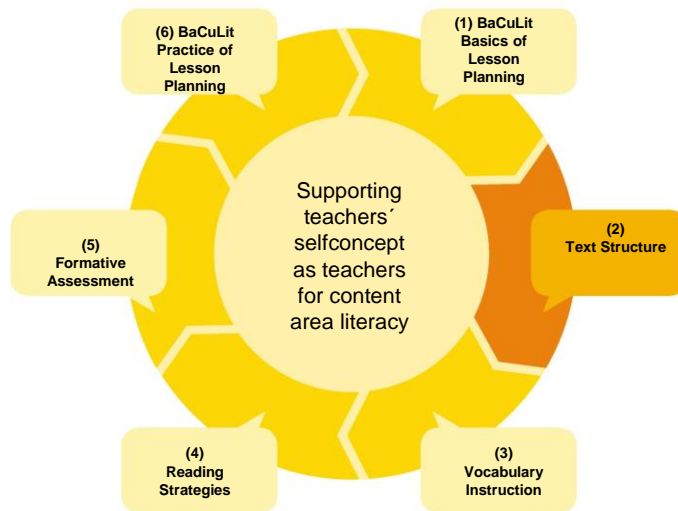 (6) BaCuLit
Practice of
Lesson
Planning
(1) BaCuLit
Basics of
Lesson
Planning
Supporting
teachers´
selfconcept
as teachers
for content
area literacy
(2)
Text Structure
(5)
Formative
Assessment
(4)
Reading
Strategies
(3)
Vocabulary
Instruction